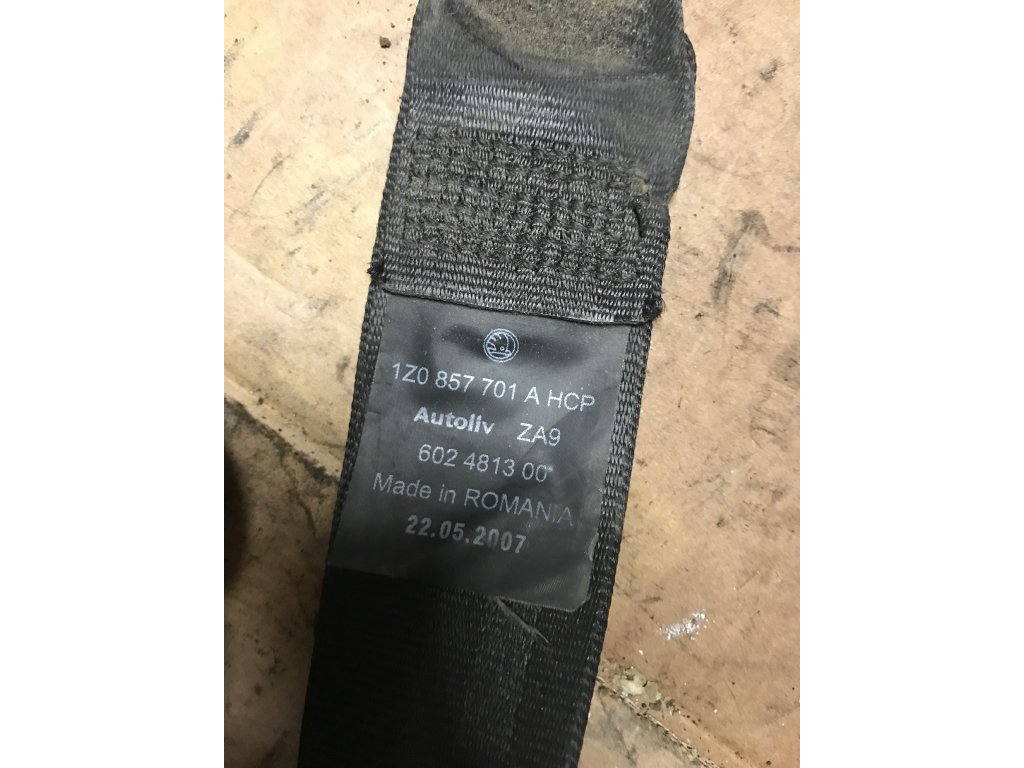 1Z0 857 701 A HCP
Autoliv ZA9
602 4813 00
Made in ROMANIA
22.05.2007